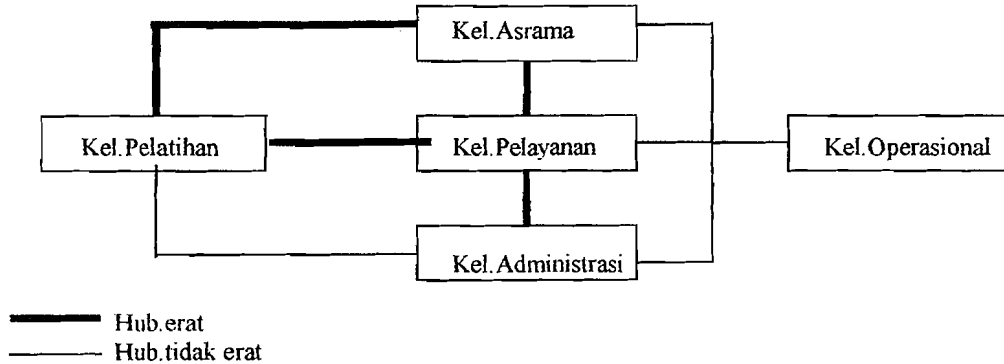 Kel.Asrama
Kel.Pelatihan
Kel.Pelayanan
Kel.Operasional
Kel.Administrasi
Hub.erat
Hub.tidak erat